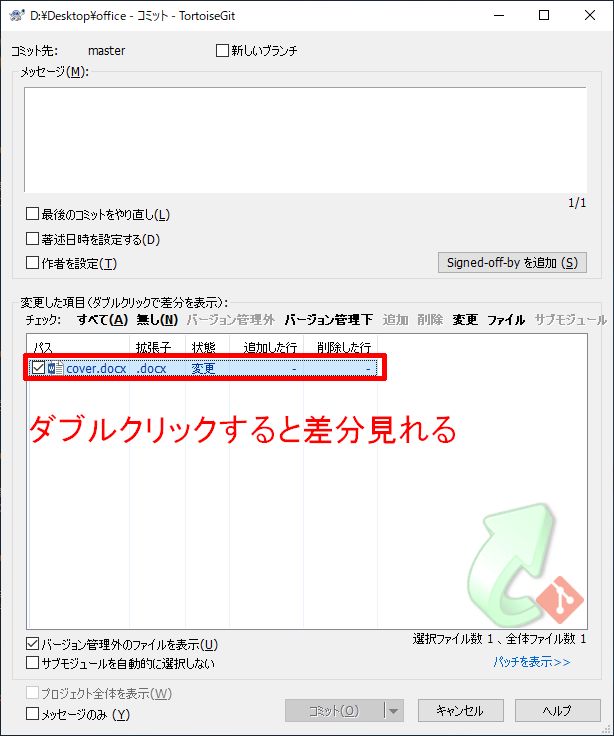 D:¥Desktop¥office - コミット - TortoiseGit
コミット先: master 新しいブランチ
メッセージ(M):
1/1
最後のコミットをやり直し(L)
著述日時を設定する(D)
作者を設定(T)
Signed-off-by を追加 (S)
変更した項目(ダブルクリックで差分を表示):
チェック: すべて(A) 無し(N) バージョン管理外 バージョン管理下 追加 削除 変更 ファイル サブモジュール
パス 拡張子 状態 追加した行 削除した行
cover.docx .docx 変更 - -
ダブルクリックすると差分見れる
バージョン管理外のファイルを表示(U)
選択ファイル数 1 、全体ファイル数 1
サブモジュールを自動的に選択しない
パッチを表示>>
プロジェクト全体を表示(W)
メッセージのみ (Y)
コミット(O) キャンセル ヘルプ